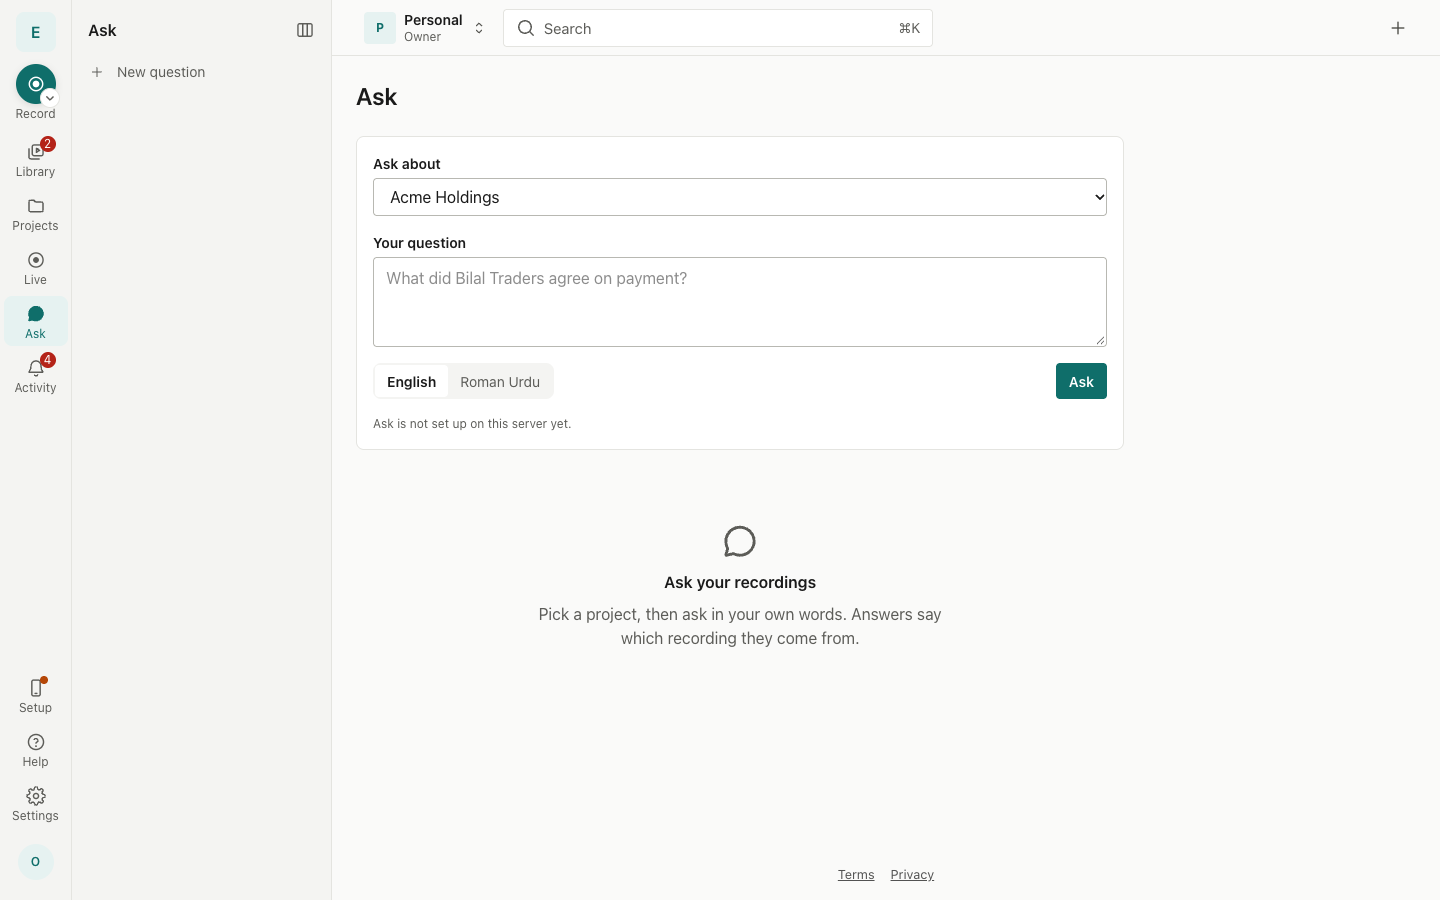 E
Record
2
Library
Projects
Live
Ask
4
Activity
Setup
Help
Settings
O
Ask
New question
P
Personal
Owner
Search
⌘K
Ask
Ask about
Acme Holdings
Your question
What did Bilal Traders agree on payment?
English
Roman Urdu
Ask
Ask is not set up on this server yet.
Ask your recordings
Pick a project, then ask in your own words. Answers say
which recording they come from.
Terms
Privacy